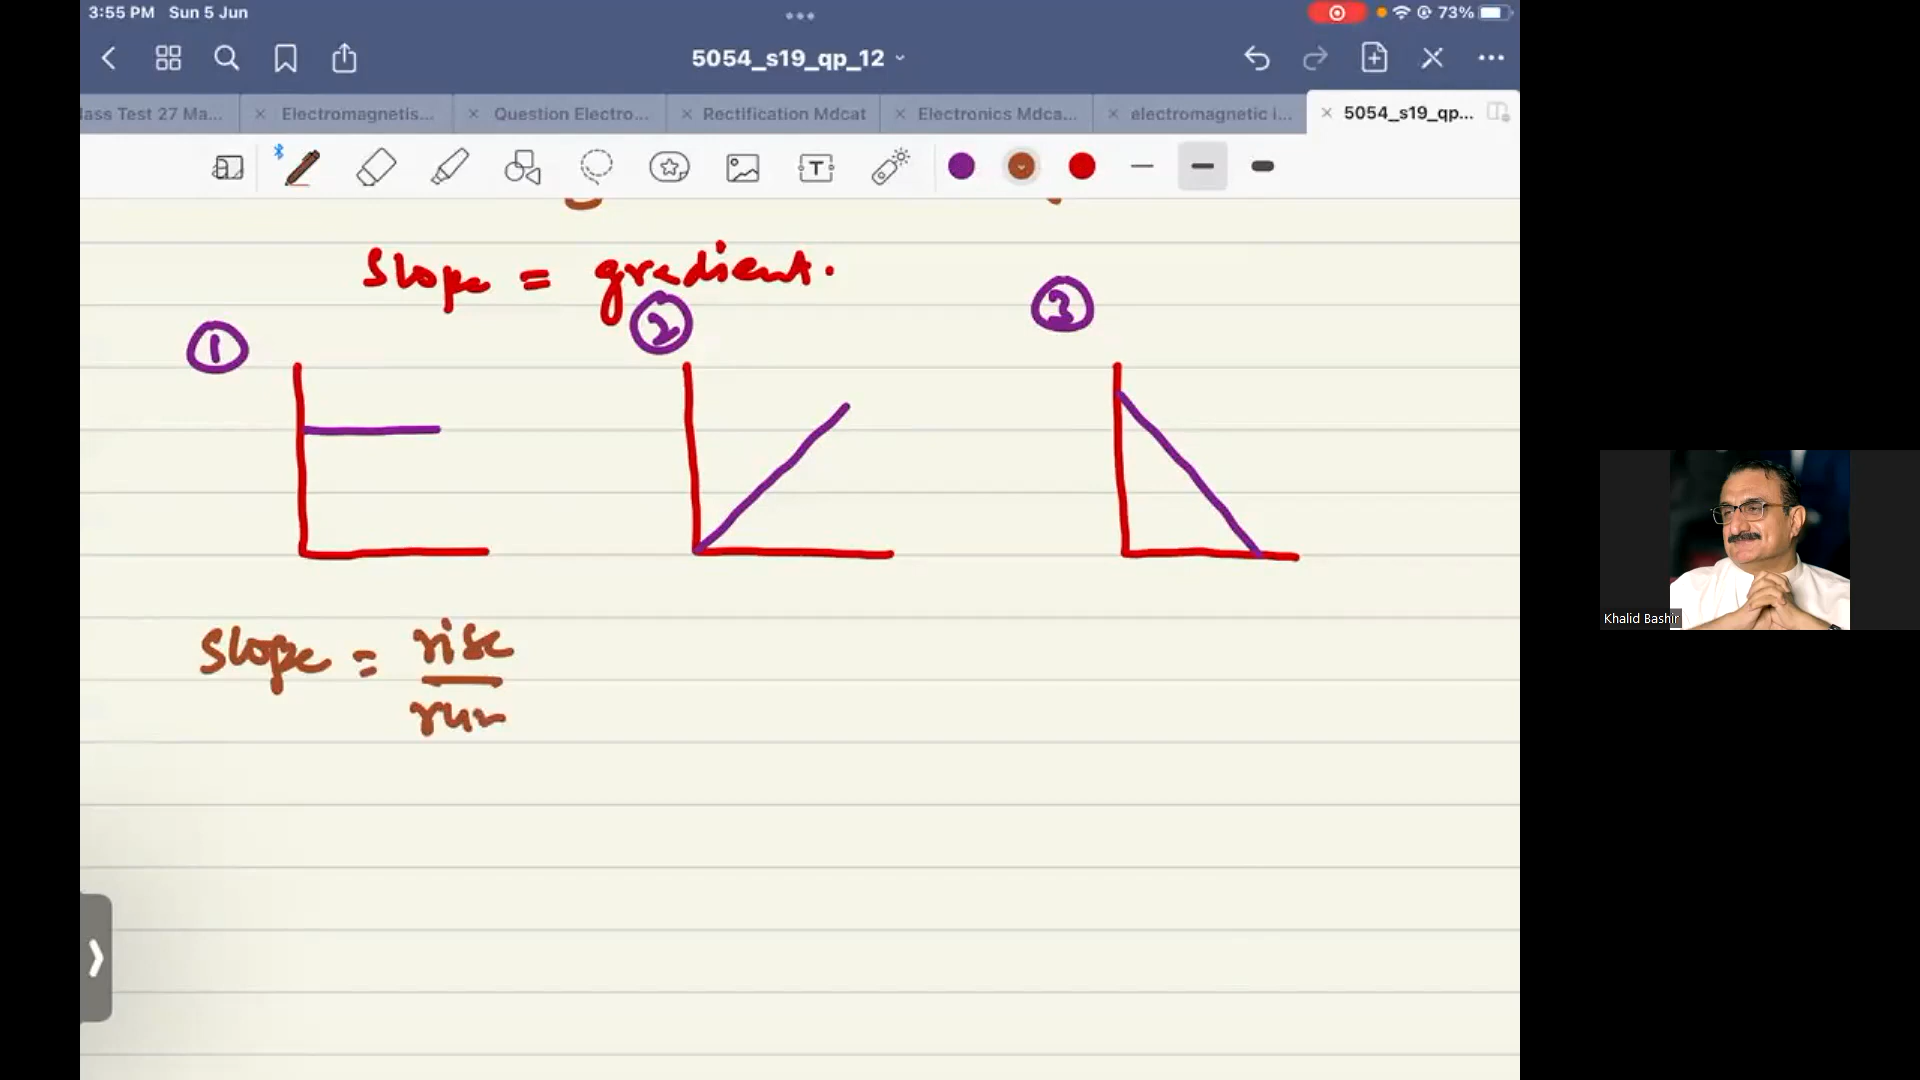 3:55 PM Sun 5 Jun
73%
5054_s19_qp_12
lass Test 27 Ma...
Electromagnetis...
Question Electro...
Rectification Mdcat
Electronics Mdca...
electromagnetic i...
5054_s19_qp...
T
Slope = gradient.
1
2
3
Slope = rise
run
Khalid Bashir